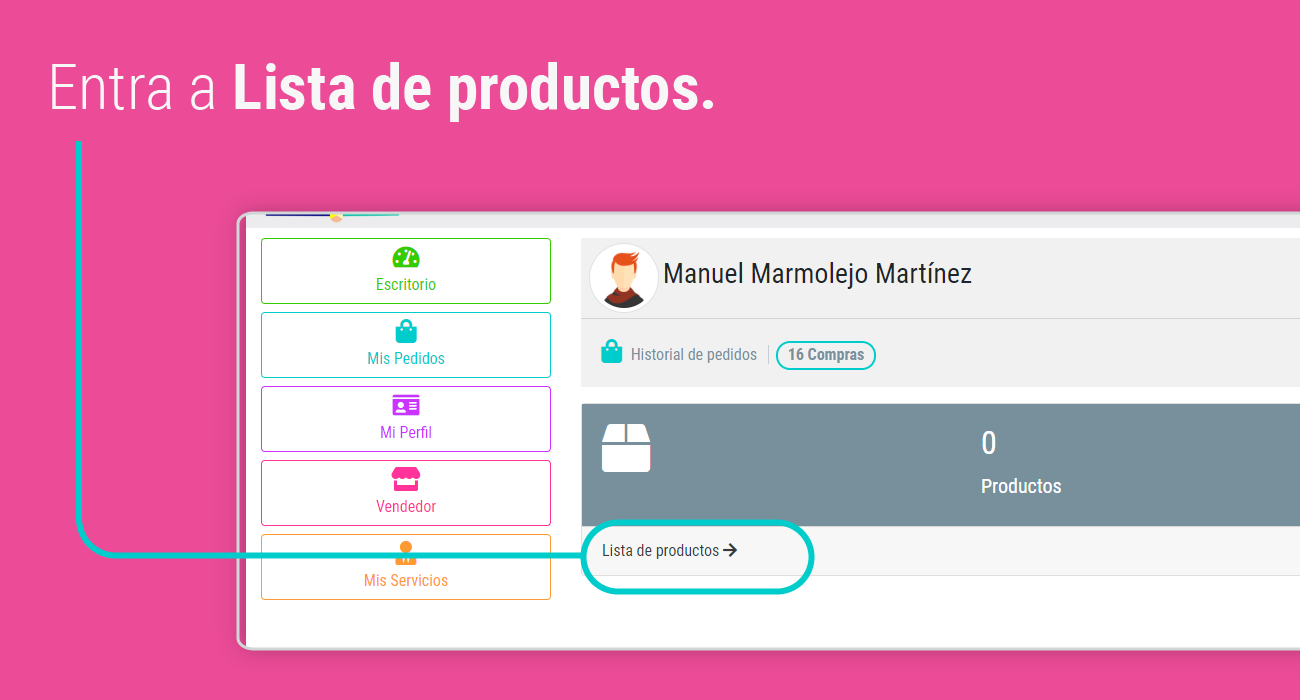 Entra a Lista de productos.
Escritorio
Mis Pedidos
Mi Perfil
Vendedor
Mis Servicios
Manuel Marmolejo Martínez
Historial de pedidos
16 Compras
0
Productos
Lista de productos